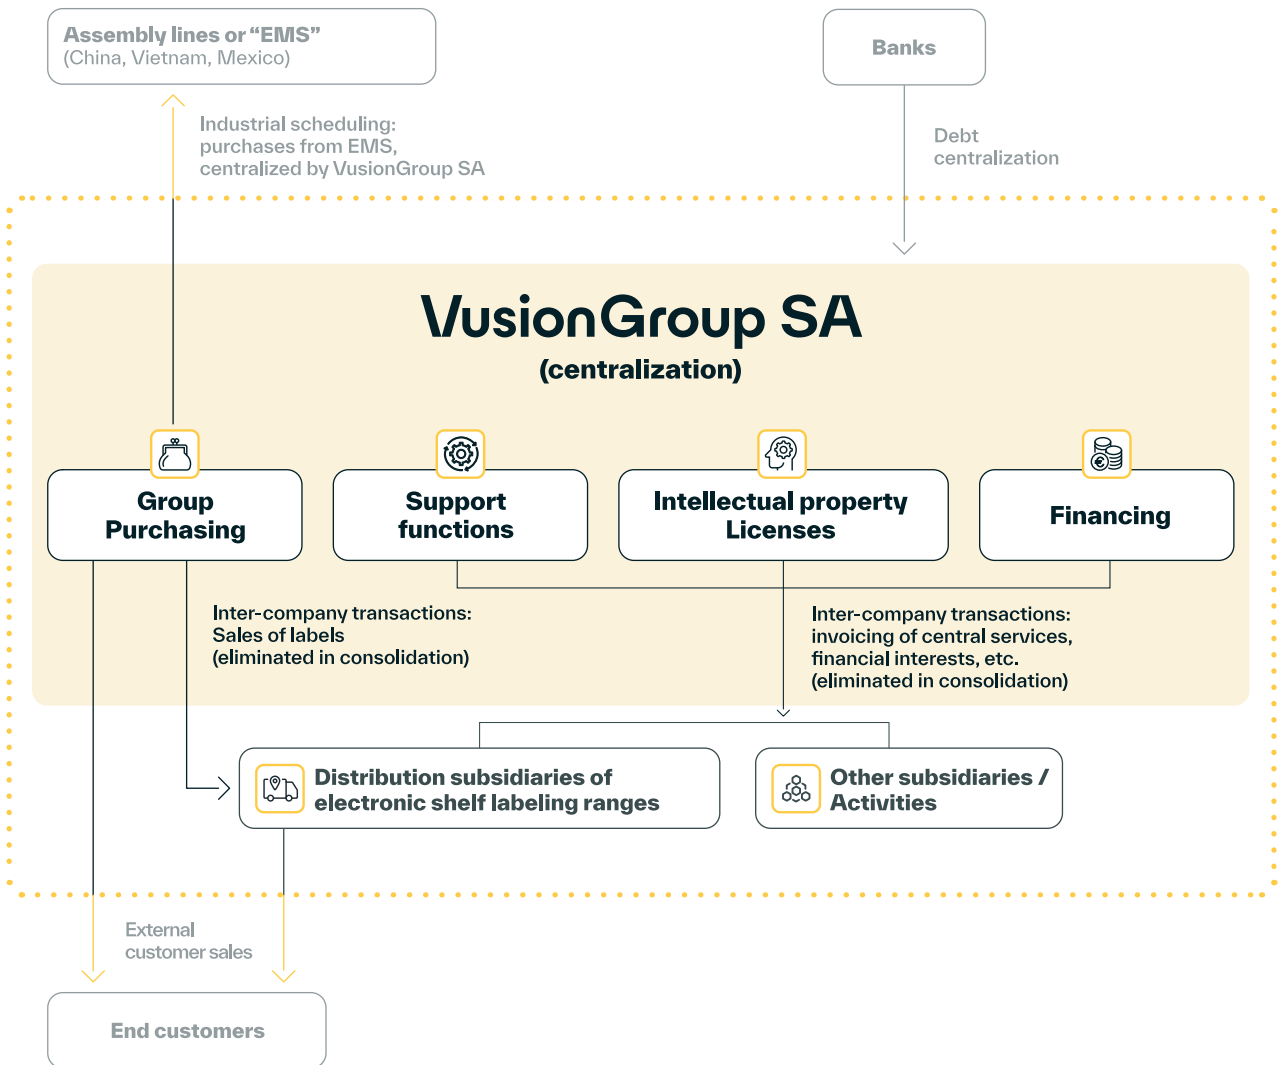 Assembly lines or “EMS”
(China, Vietnam, Mexico)
Banks
Industrial scheduling:
purchases from EMS,
centralized by VusionGroup SA
Debt
centralization
VusionGroup SA
(centralization)
Group
Purchasing
Support
functions
Intellectual property
Licenses
Financing
Inter-company transactions:
Sales of labels
(eliminated in consolidation)
Inter-company transactions:
invoicing of central services,
financial interests, etc.
(eliminated in consolidation)
Distribution subsidiaries of
electronic shelf labeling ranges
Other subsidiaries /
Activities
External
customer sales
End customers